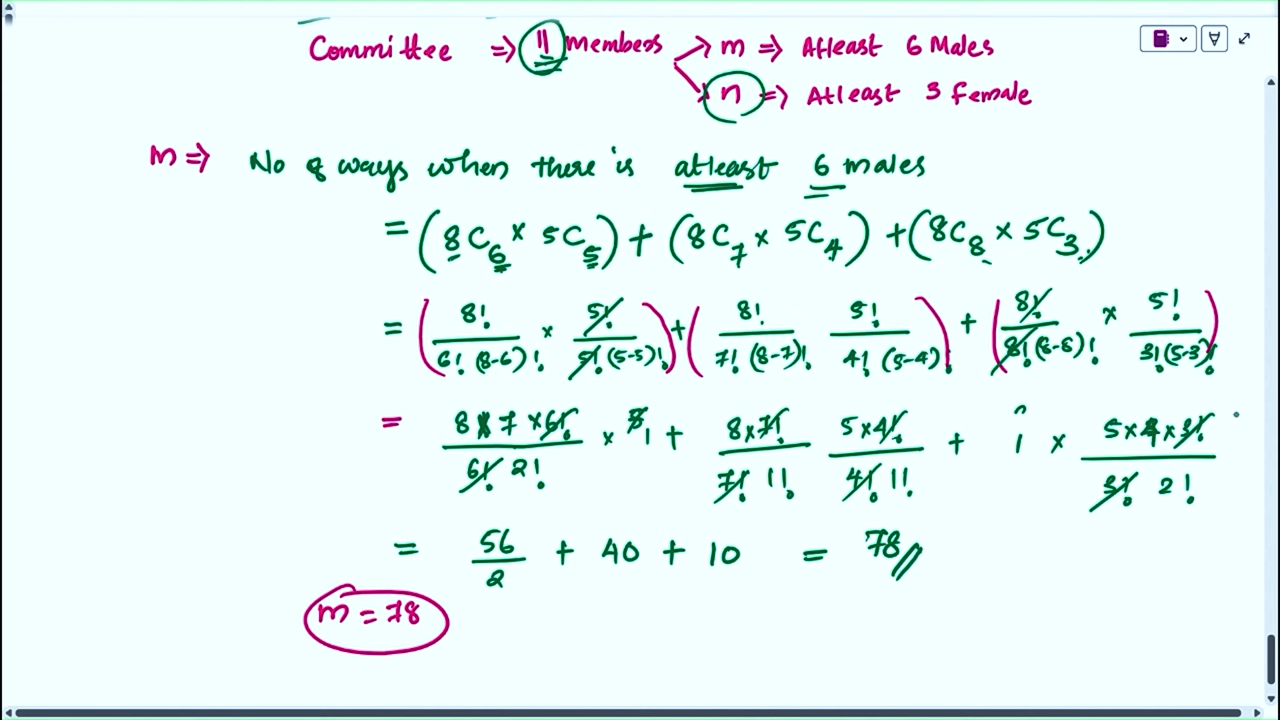 Committee ⇒ 11 members → m ⇒ Atleast 6 Males
→ n ⇒ Atleast 3 female
m ⇒ No of ways when there is atleast 6 males
= (8C6 × 5C5) + (8C7 × 5C4) + (8C8 × 5C3)
= (8!/6!(8-6)! × 5!/5!(5-5)!) + (8!/7!(8-7)! 5!/4!(5-4)!) + (8!/8!(8-8)! × 5!/3!(5-3)!)
= 8×7×6!/6! 2! × 1 + 8×7!/7! 1! 5×4!/4! 1! + 1 × 5×4×3!/3! 2!
= 56/2 + 40 + 10 = 78//
m = 78